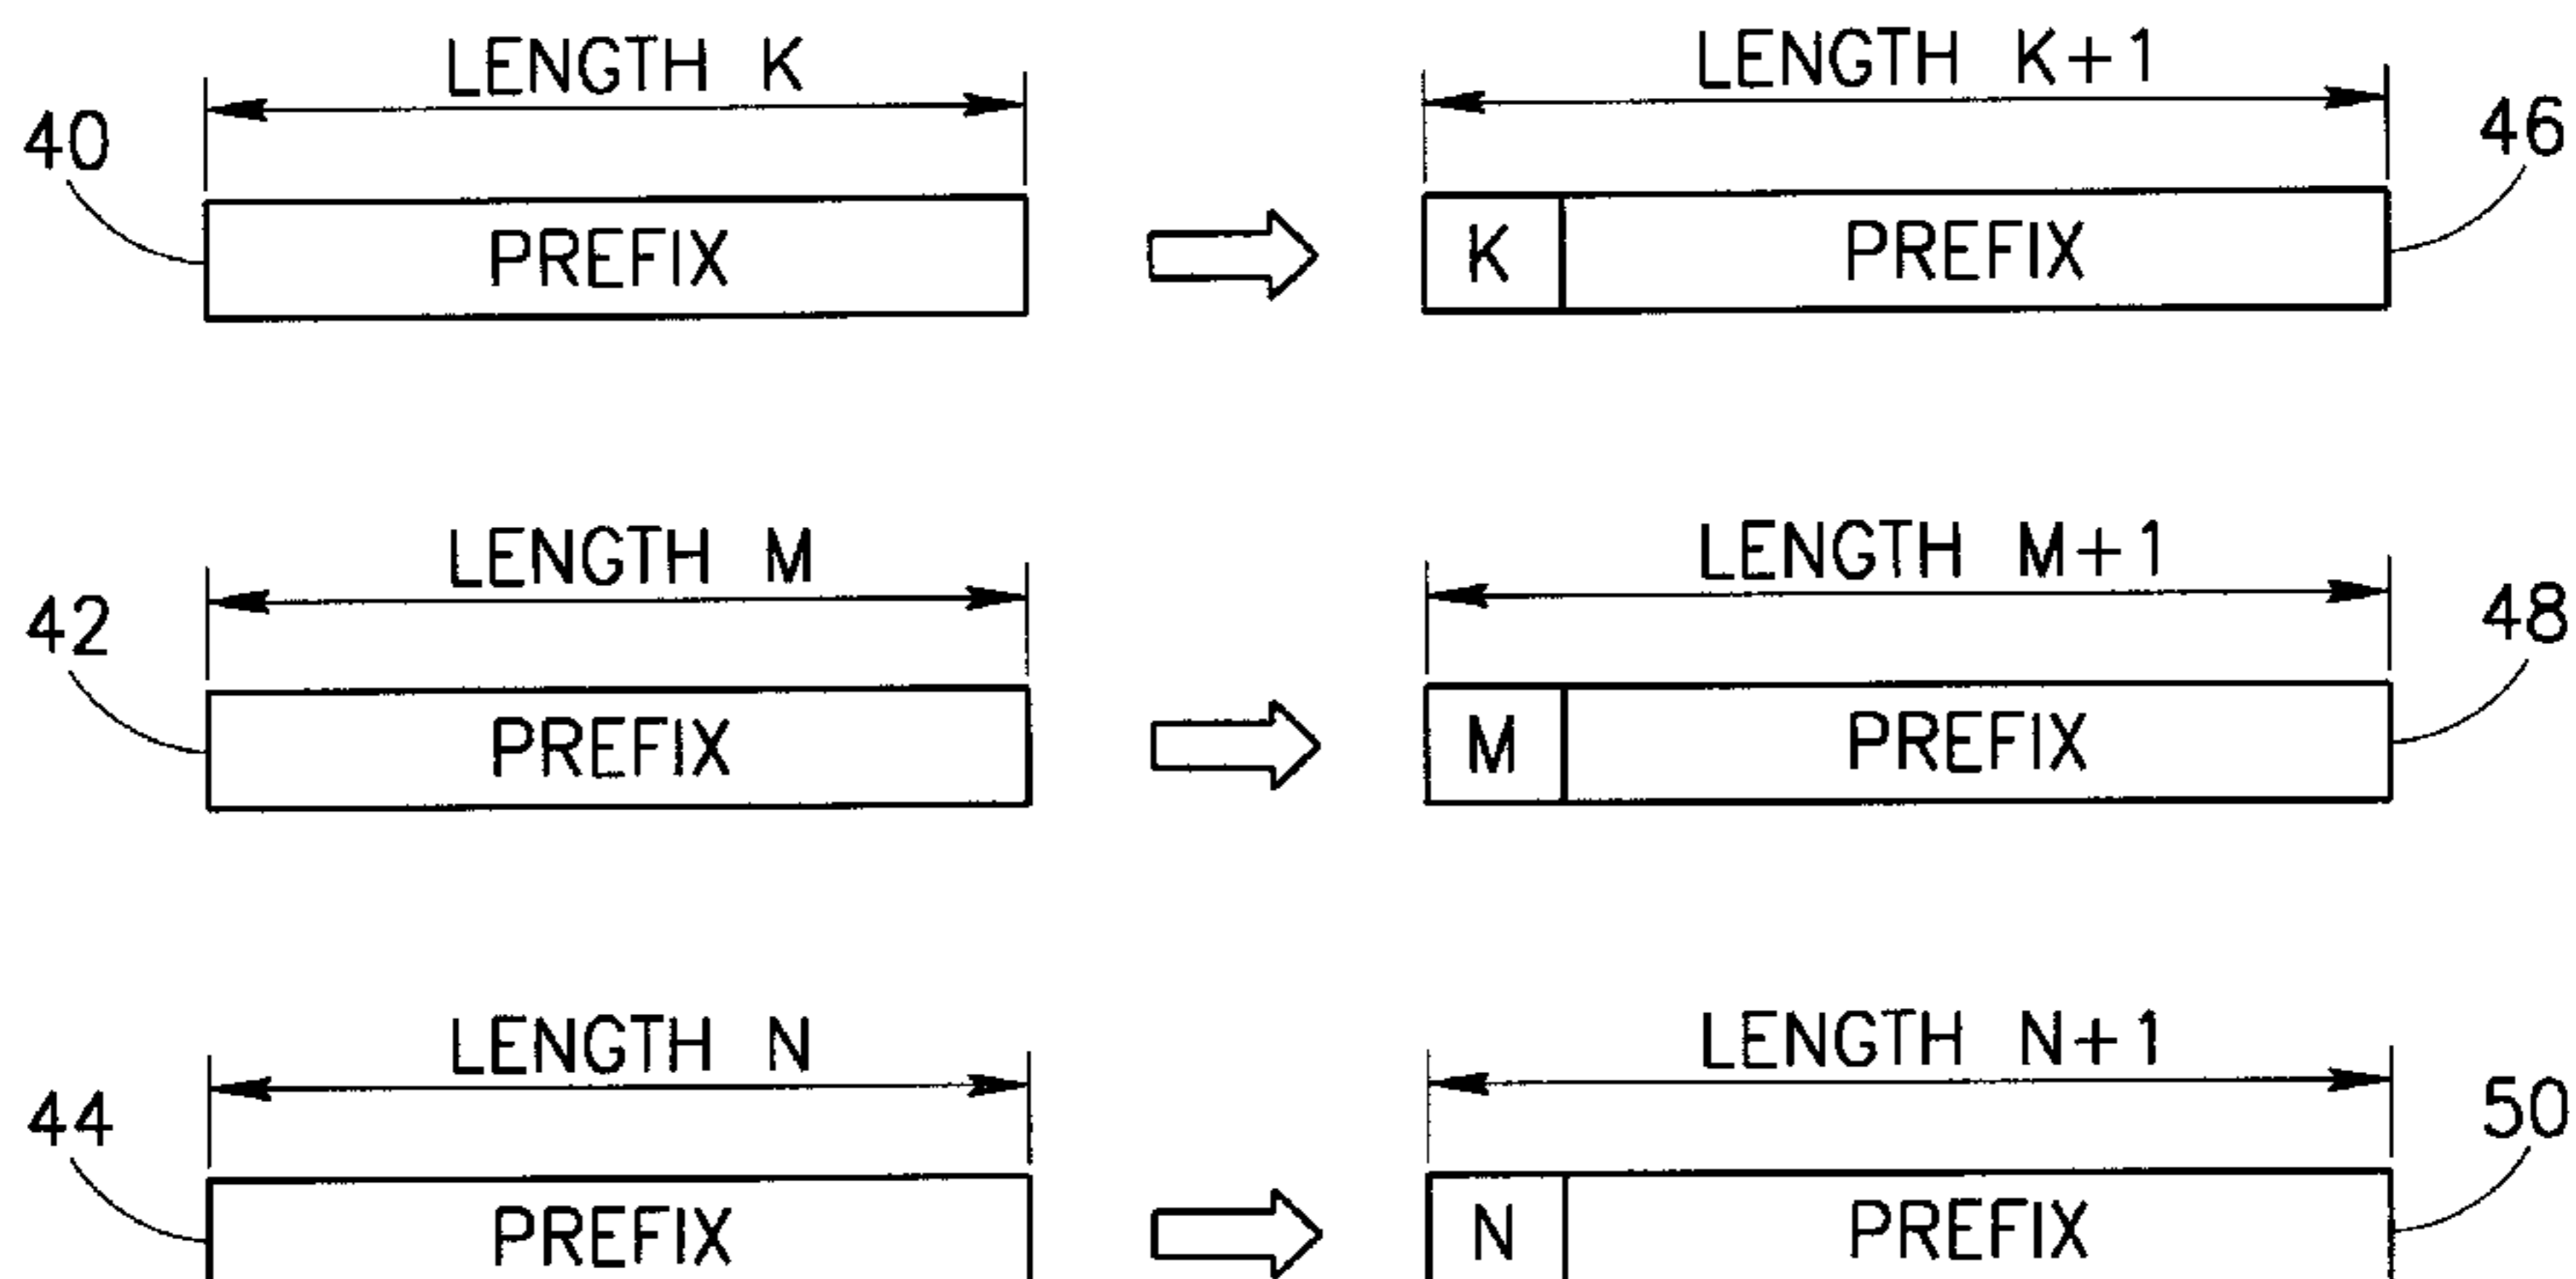 LENGTH K
LENGTH K+1
40
46
PREFIX
K
PREFIX
LENGTH M
LENGTH M+1
42
48
PREFIX
M
PREFIX
LENGTH N
LENGTH N+1
44
50
PREFIX
N
PREFIX